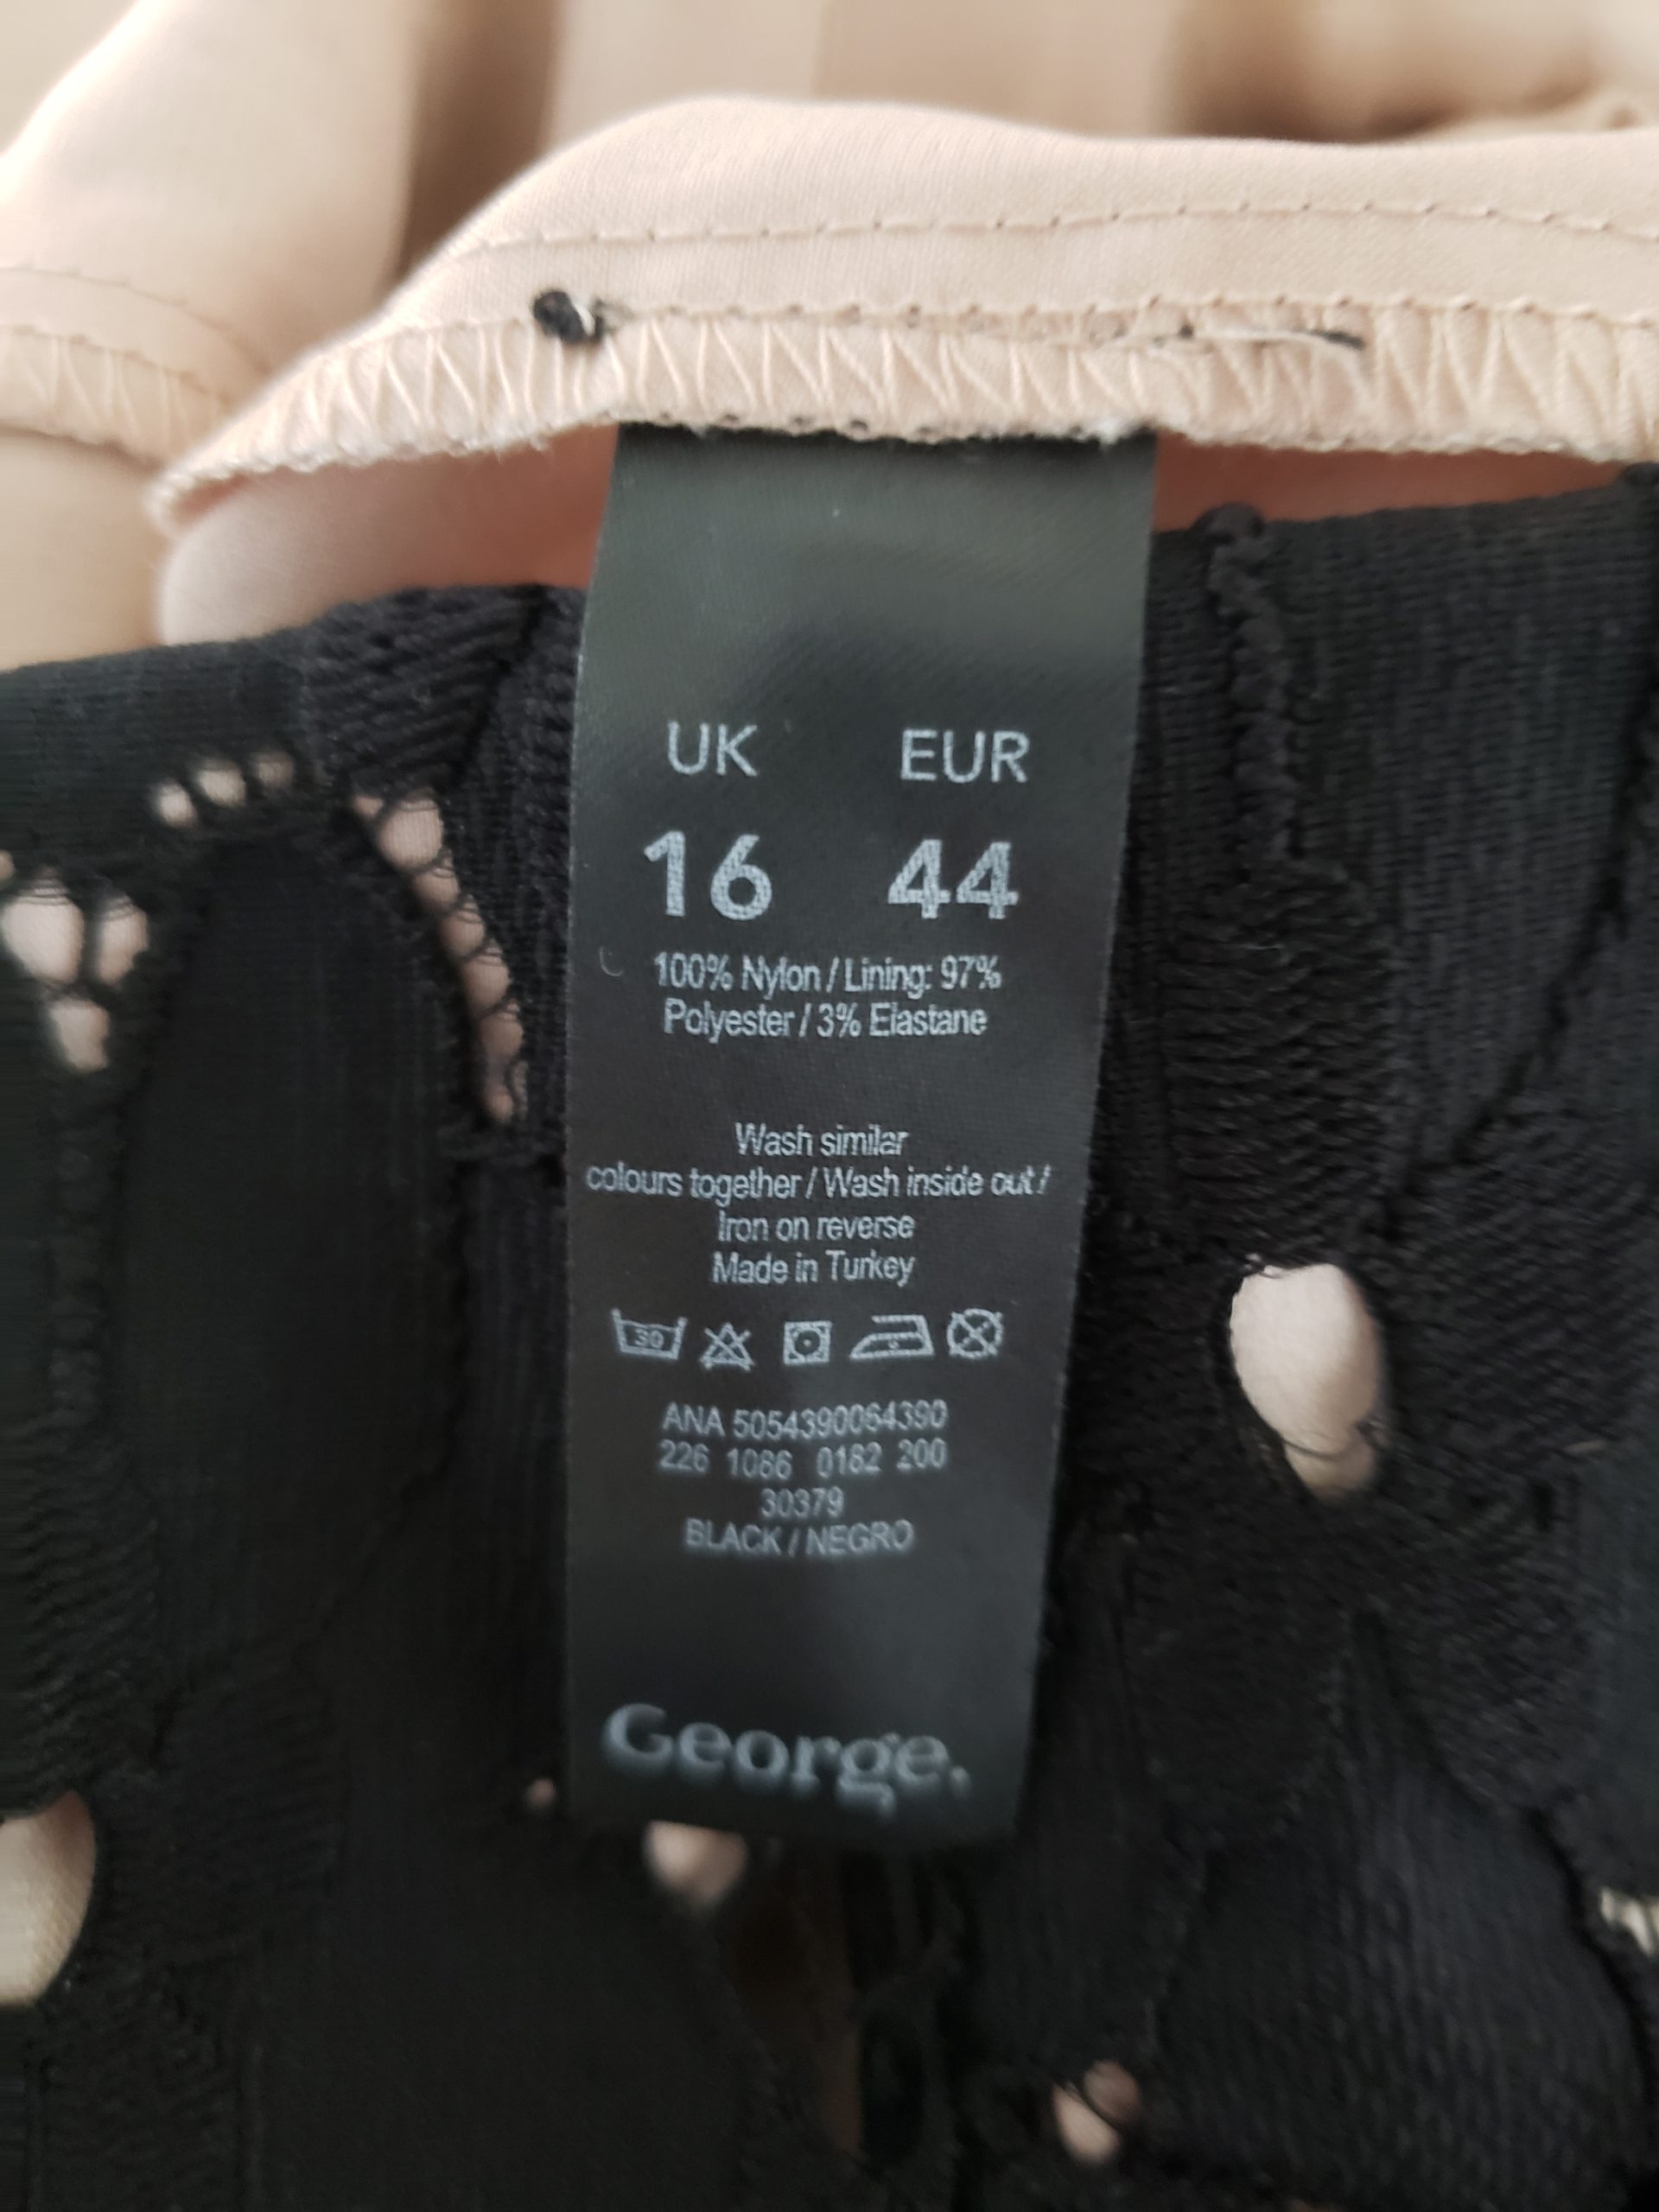 UK EUR
16 44
100% Nylon / Lining: 97%
Polyester / 3% Elastane
Wash similar
colours together / Wash inside out /
Iron on reverse
Made in Turkey
30
ANA 5054390064390
226 1086 0182 200
30379
BLACK / NEGRO
George.